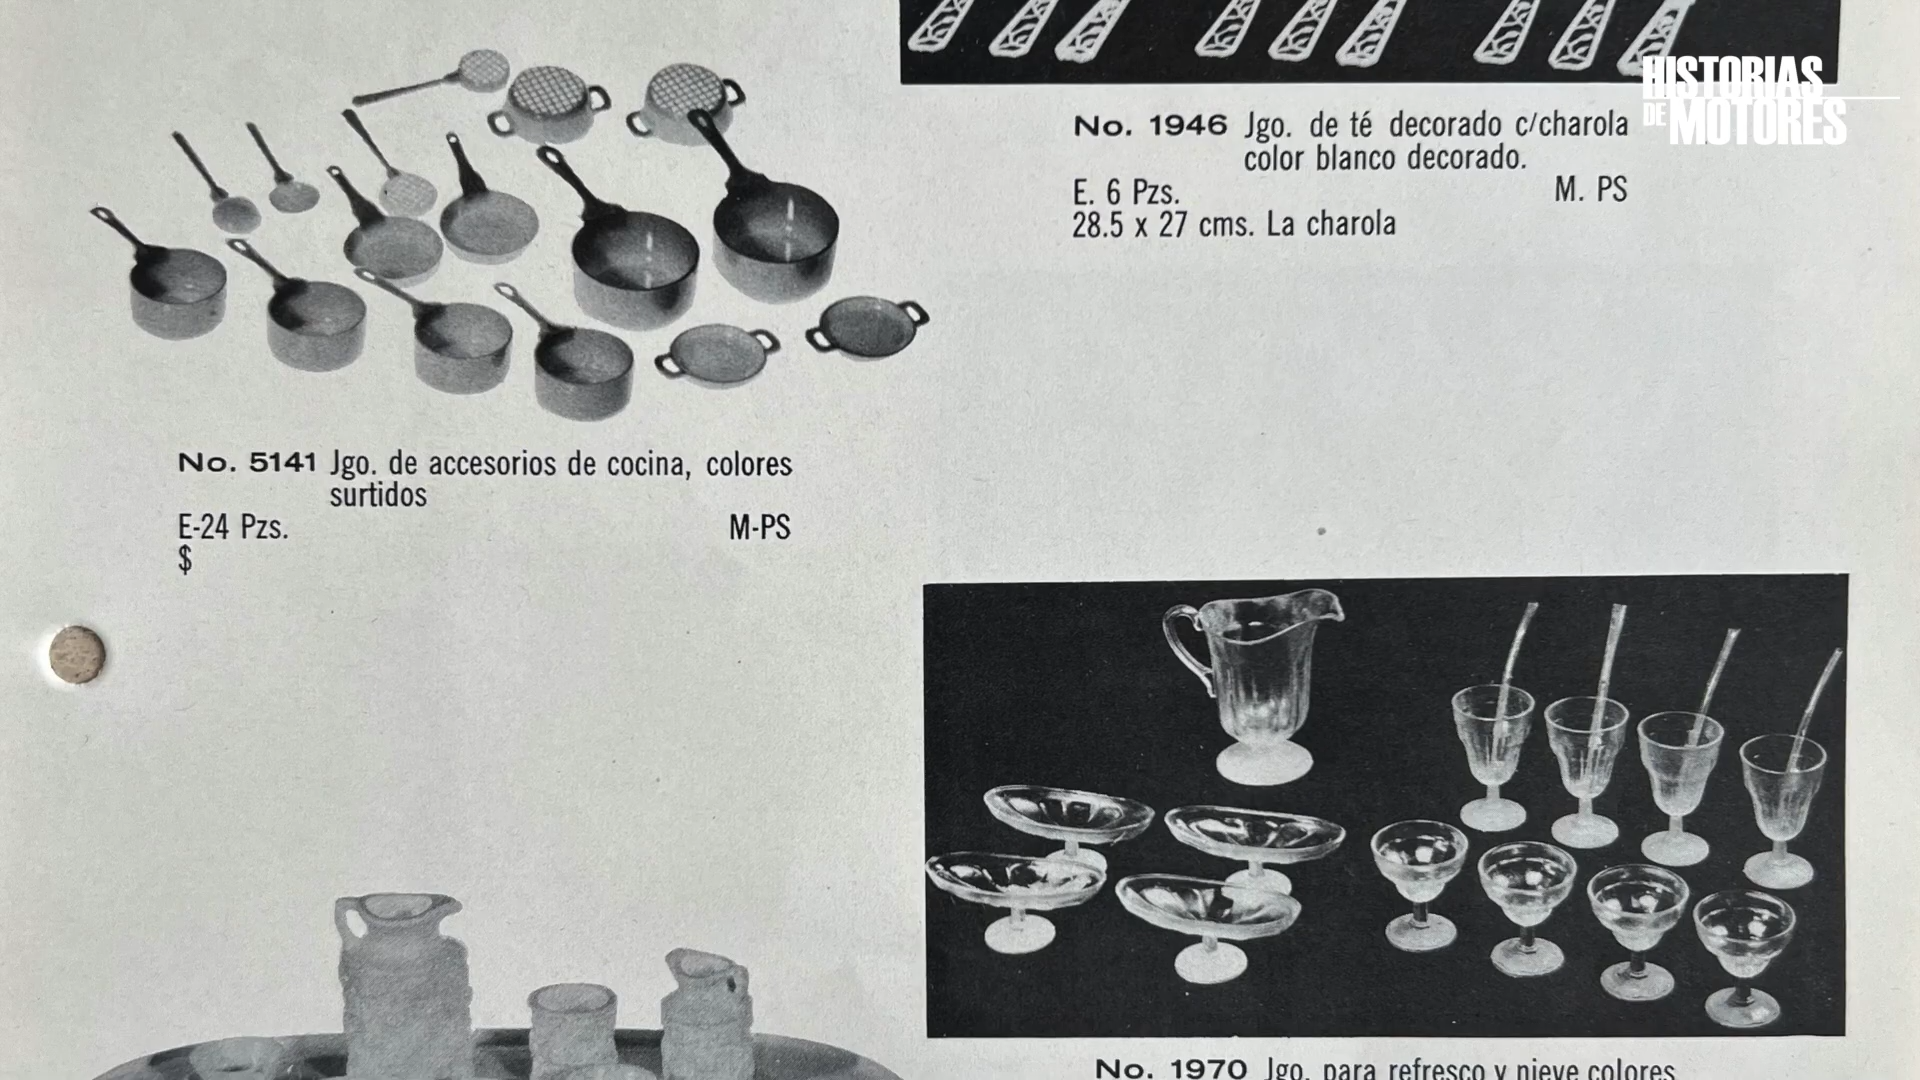 HISTORIAS
DE MOTORES
No. 1946 Jgo. de té decorado c/charola
color blanco decorado.
E. 6 Pzs. M. PS
28.5 x 27 cms. La charola
No. 5141 Jgo. de accesorios de cocina, colores
surtidos
E-24 Pzs. M-PS
$
No. 1970 Jgo. para refresco y nieve colores